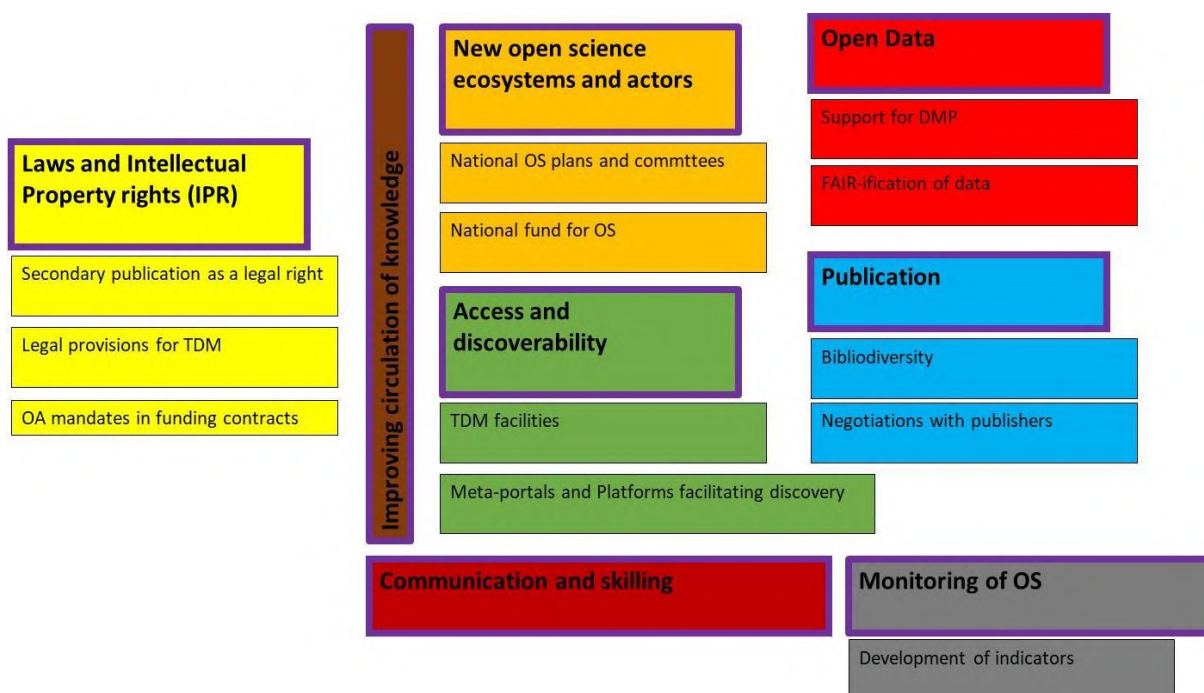 Laws and Intellectual
Property rights (IPR)
Secondary publication as a legal right
Legal provisions for TDM
OA mandates in funding contracts
Improving circulation of knowledge
New open science
ecosystems and actors
National OS plans and commttees
National fund for OS
Access and
discoverability
TDM facilities
Meta-portals and Platforms facilitating discovery
Open Data
Support for DMP
FAIR-ification of data
Publication
Bibliodiversity
Negotiations with publishers
Communication and skilling
Monitoring of OS
Development of indicators